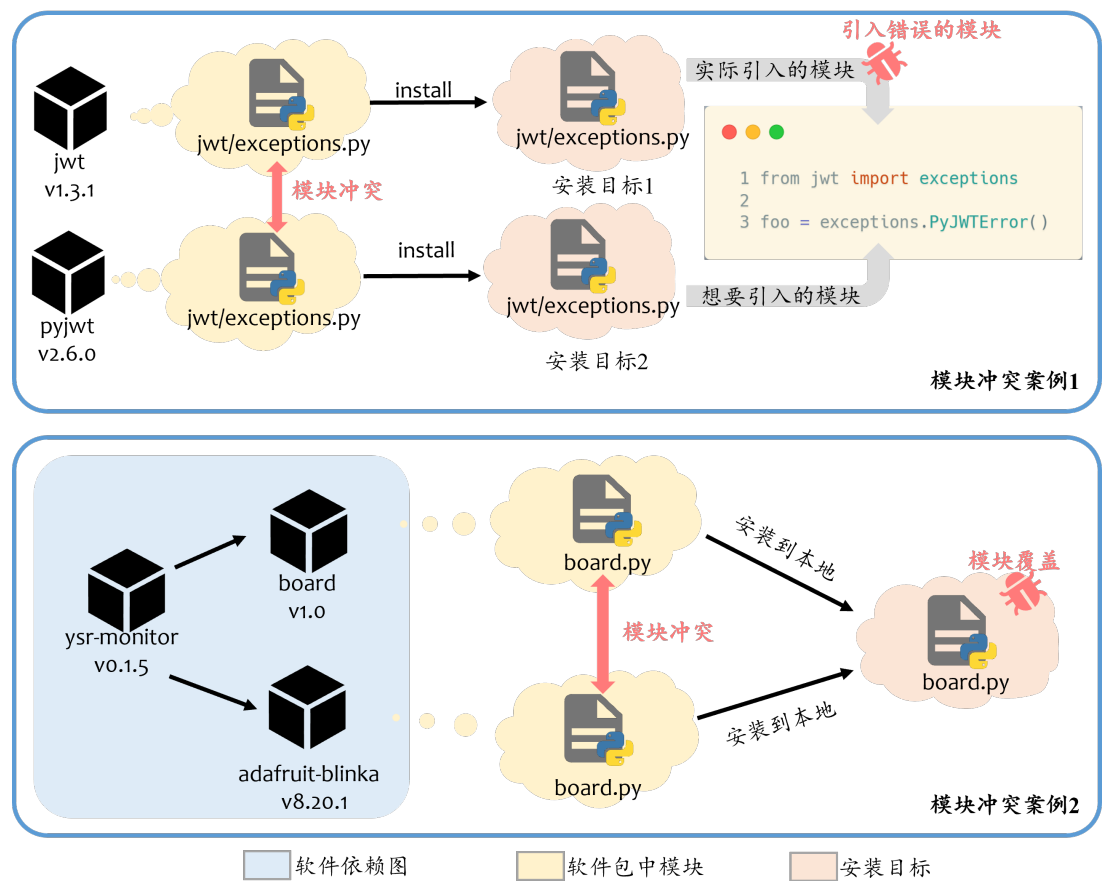 引入错误的模块
jwt
v1.3.1
jwt/exceptions.py
install
jwt/exceptions.py
安装目标1
实际引入的模块
模块冲突
1 from jwt import exceptions
2
3 foo = exceptions.PyJWTError()
pyjwt
v2.6.0
jwt/exceptions.py
install
jwt/exceptions.py
安装目标2
想要引入的模块
模块冲突案例1
ysr-monitor
v0.1.5
board
v1.0
adafruit-blinka
v8.20.1
board.py
模块冲突
board.py
安装到本地
安装到本地
模块覆盖
board.py
模块冲突案例2
软件依赖图
软件包中模块
安装目标